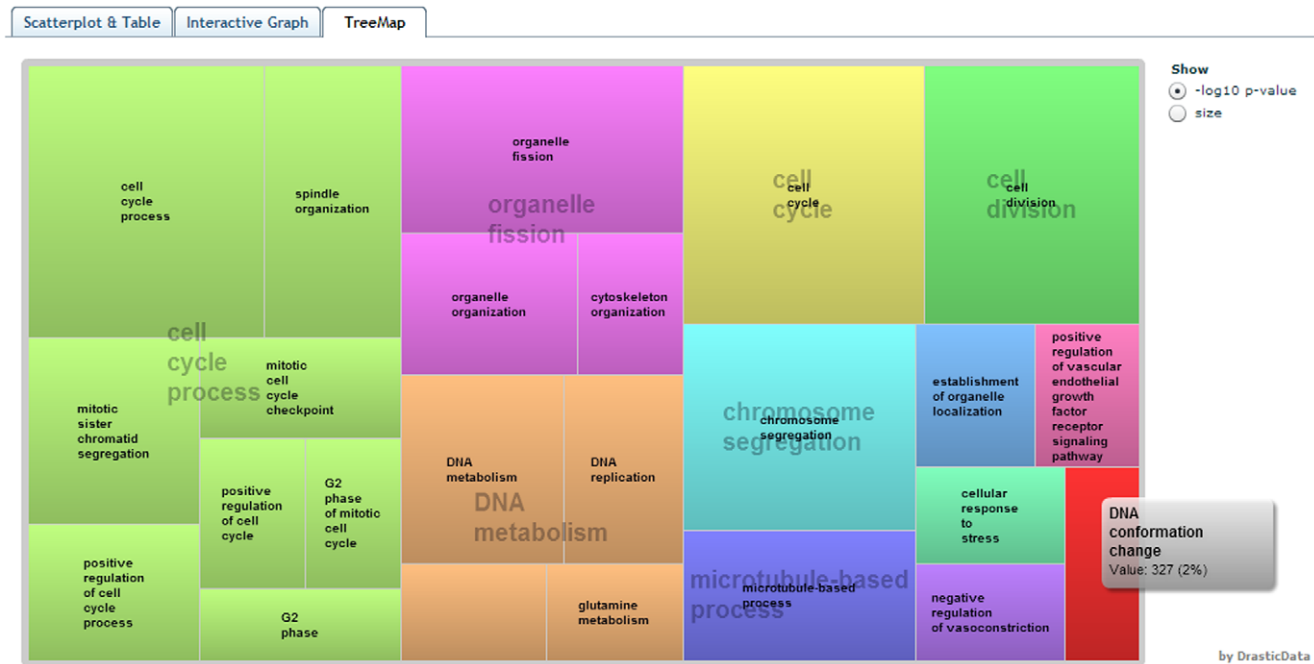 Scatterplot & Table
Interactive Graph
TreeMap
Show
-log10 p-value
size
cell
cycle
process
spindle
organization
cell
cycle
process
mitotic
sister
chromatid
segregation
mitotic
cell
cycle
checkpoint
positive
regulation
of cell
cycle
G2
phase
of mitotic
cell
cycle
positive
regulation
of cell
cycle
process
G2
phase
organelle
fission
organelle
fission
organelle
organization
cytoskeleton
organization
DNA
metabolism
DNA
replication
DNA
metabolism
glutamine
metabolism
cell
cycle
cell
cycle
cell
division
cell
division
chromosome
segregation
chromosome
segregation
microtubule-based
process
microtubule-based
process
establishment
of organelle
localization
positive
regulation
of vascular
endothelial
growth
factor
receptor
signaling
pathway
cellular
response
to
stress
negative
regulation
of vasoconstriction
DNA
conformation
change
Value: 327 (2%)
by DrasticData